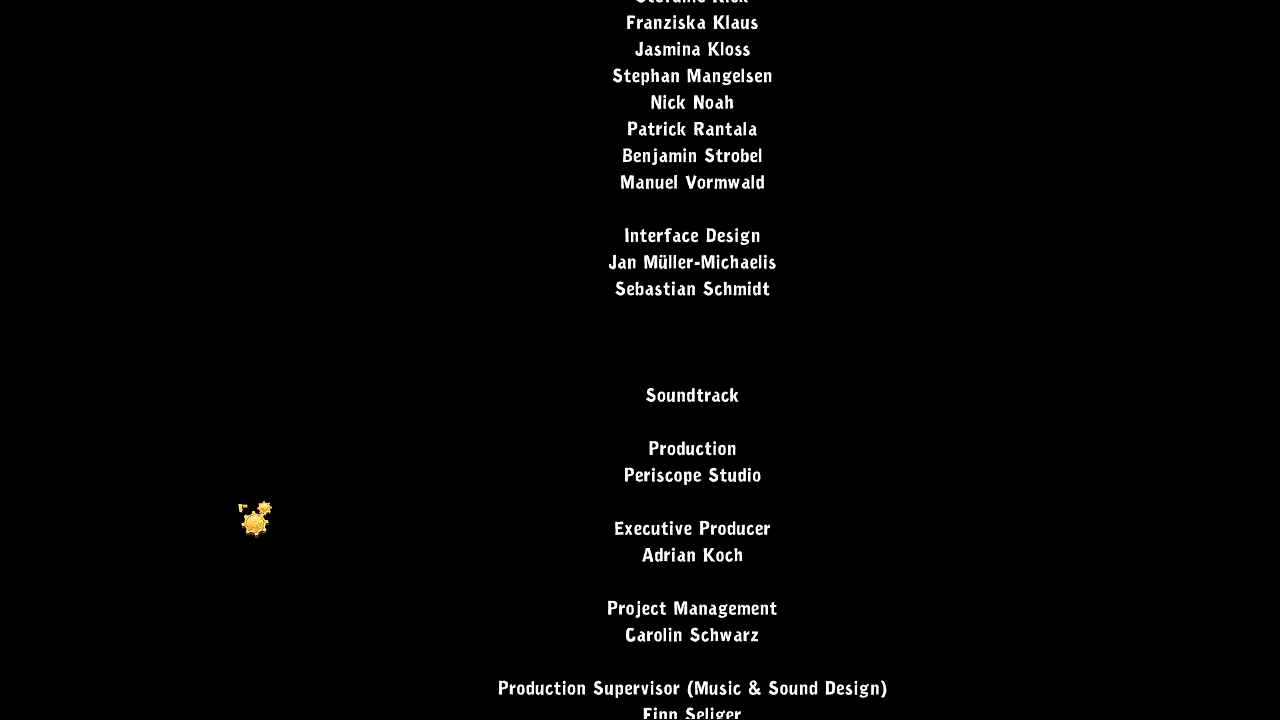 Franziska Klaus
Jasmina Kloss
Stephan Mangelsen
Nick Noah
Patrick Rantala
Benjamin Strobel
Manuel Vormwald
Interface Design
Jan Müller-Michaelis
Sebastian Schmidt
Soundtrack
Production
Periscope Studio
Executive Producer
Adrian Koch
Project Management
Carolin Schwarz
Production Supervisor (Music & Sound Design)
Finn Seliger